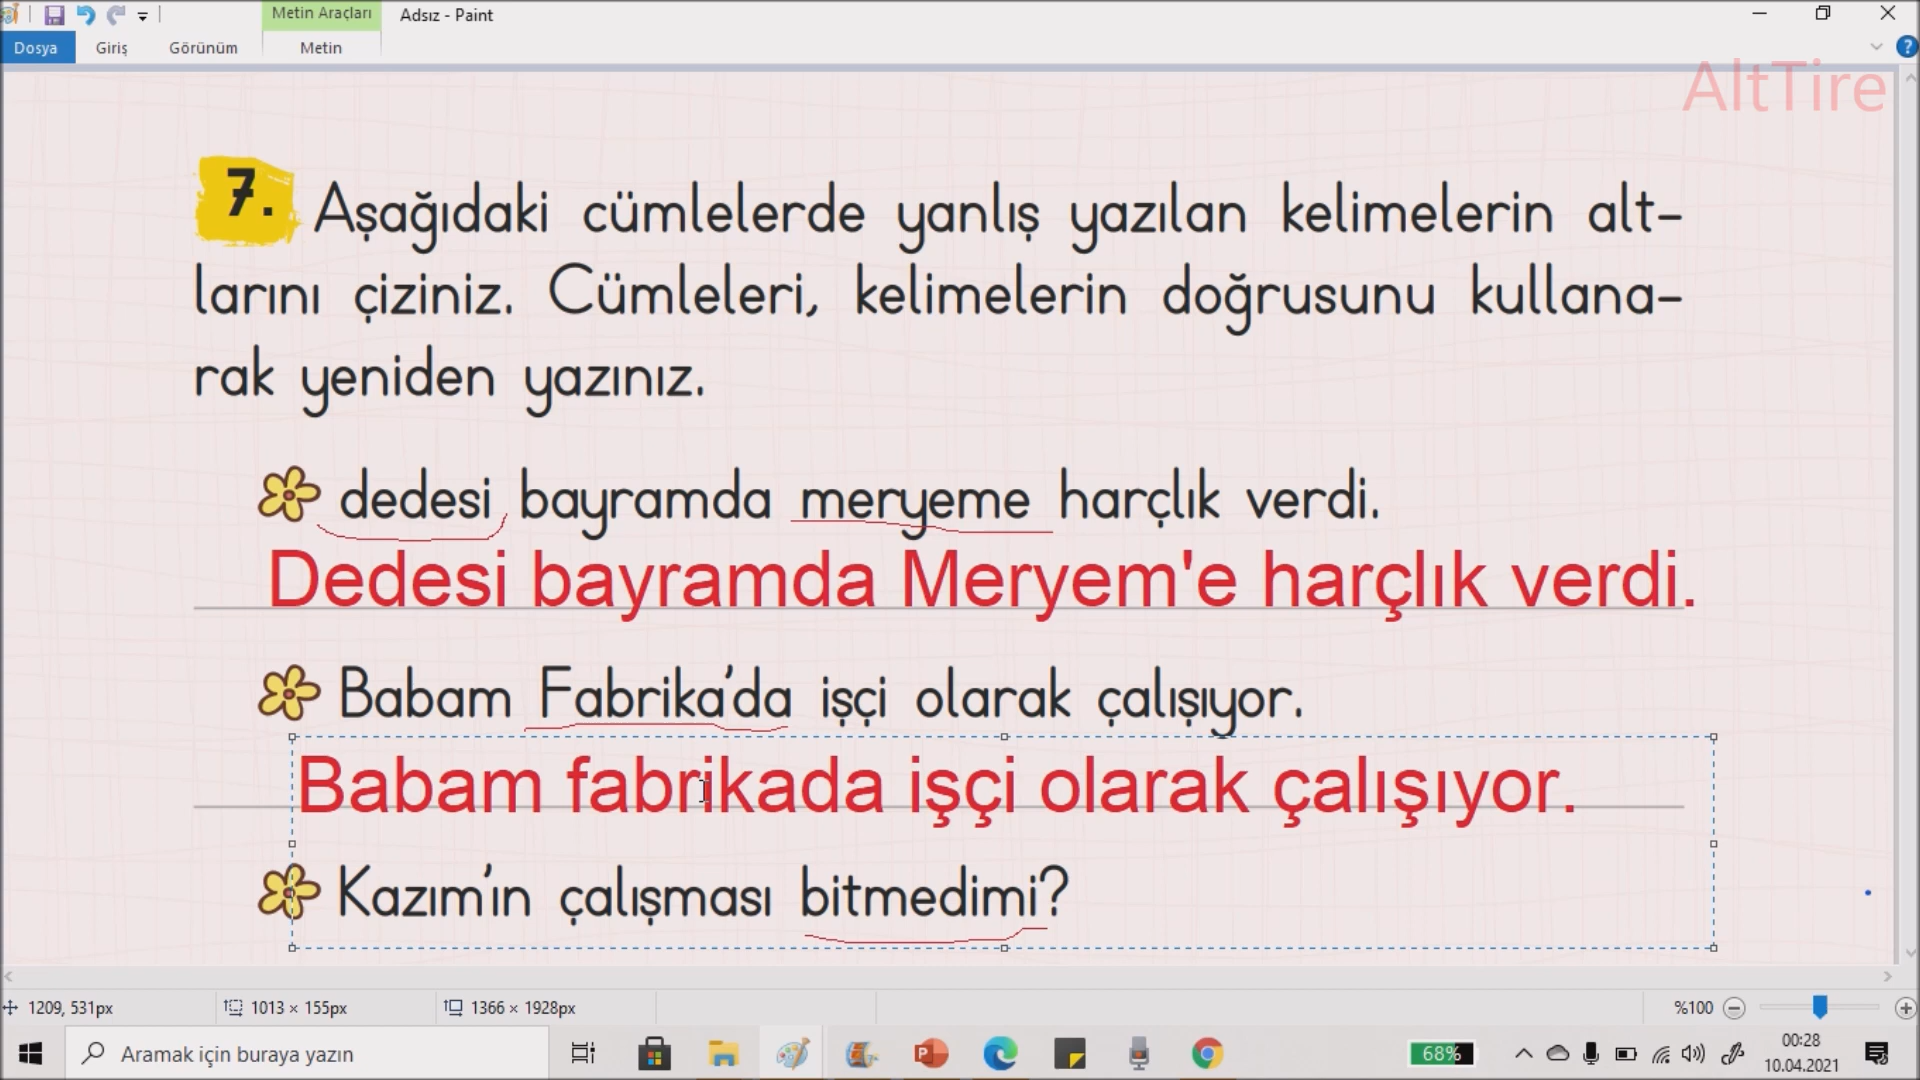 Metin Araçları
Adsız - Paint
Dosya
Giriş
Görünüm
Metin
AltTire
7. Aşağıdaki cümlelerde yanlış yazılan kelimelerin alt-
larını çiziniz. Cümleleri, kelimelerin doğrusunu kullana-
rak yeniden yazınız.
dedesi bayramda meryeme harçlık verdi.
Dedesi bayramda Meryem'e harçlık verdi.
Babam Fabrika'da işçi olarak çalışıyor.
Babam fabrikada işçi olarak çalışıyor.
Kazım'ın çalışması bitmedimi?
1209, 531px
1013 × 155px
1366 × 1928px
%100
Aramak için buraya yazın
68%
00:28
10.04.2021